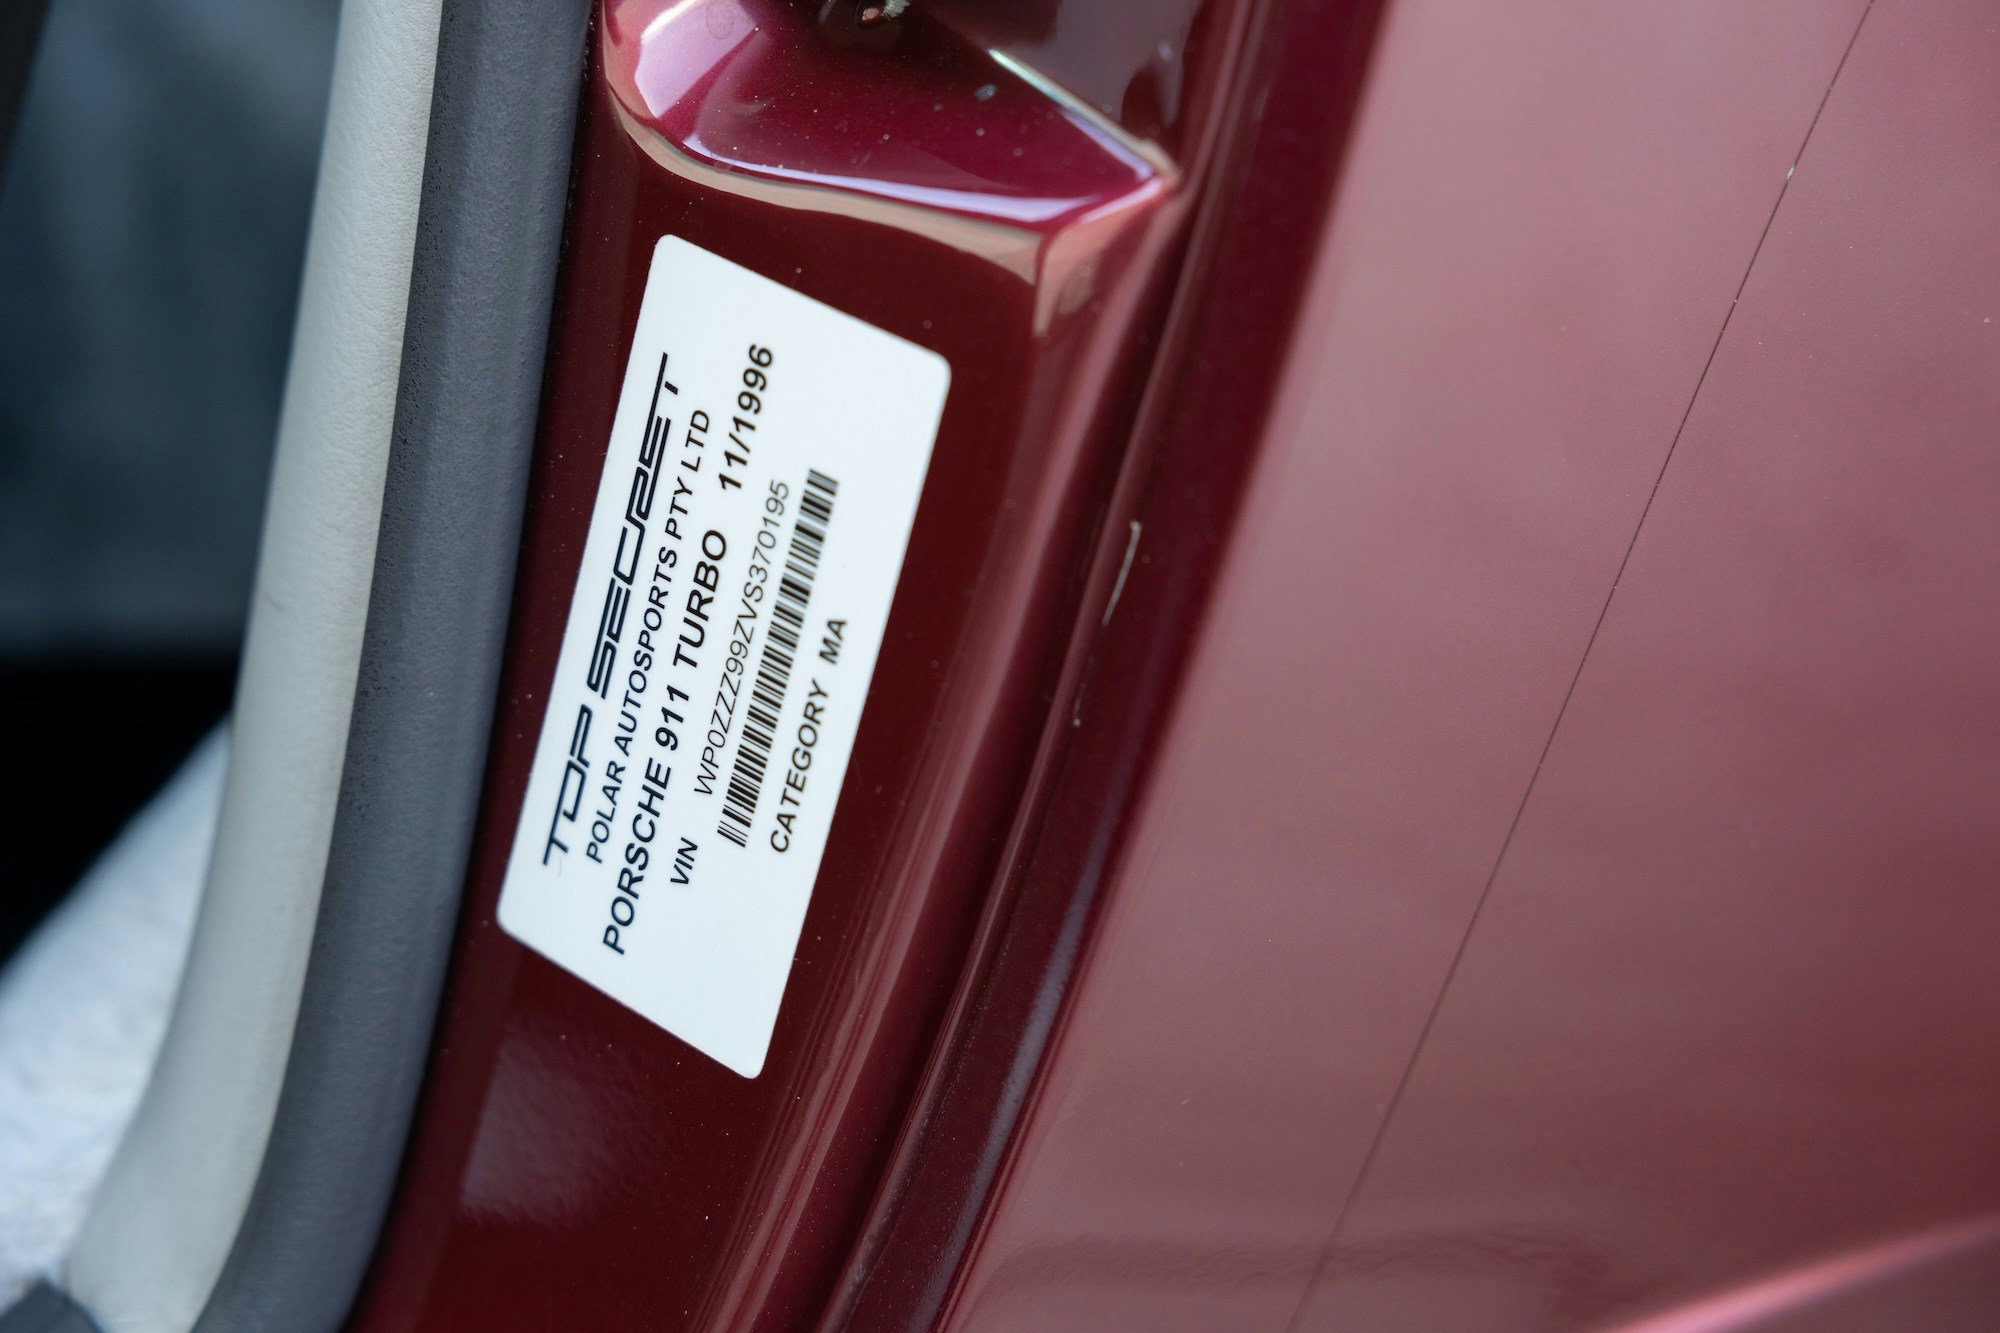 TOP SECRET
POLAR AUTOSPORTS PTY LTD
PORSCHE 911 TURBO 11/1996
VIN WP0ZZZ99ZVS370195
CATEGORY MA